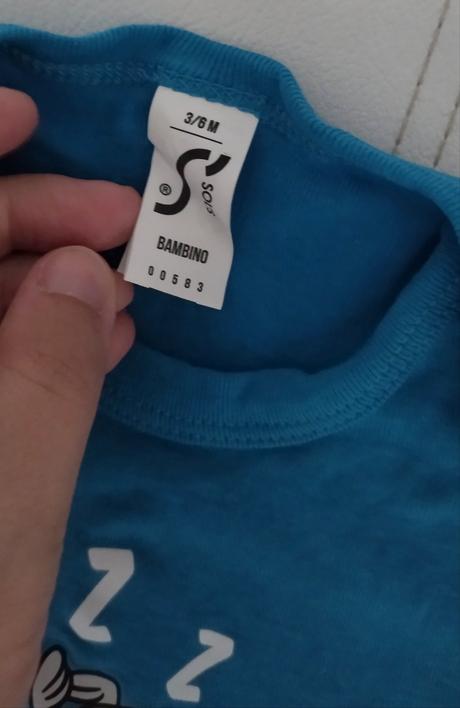 3/6 M
SOL'S
®
BAMBINO
00583
Z
Z